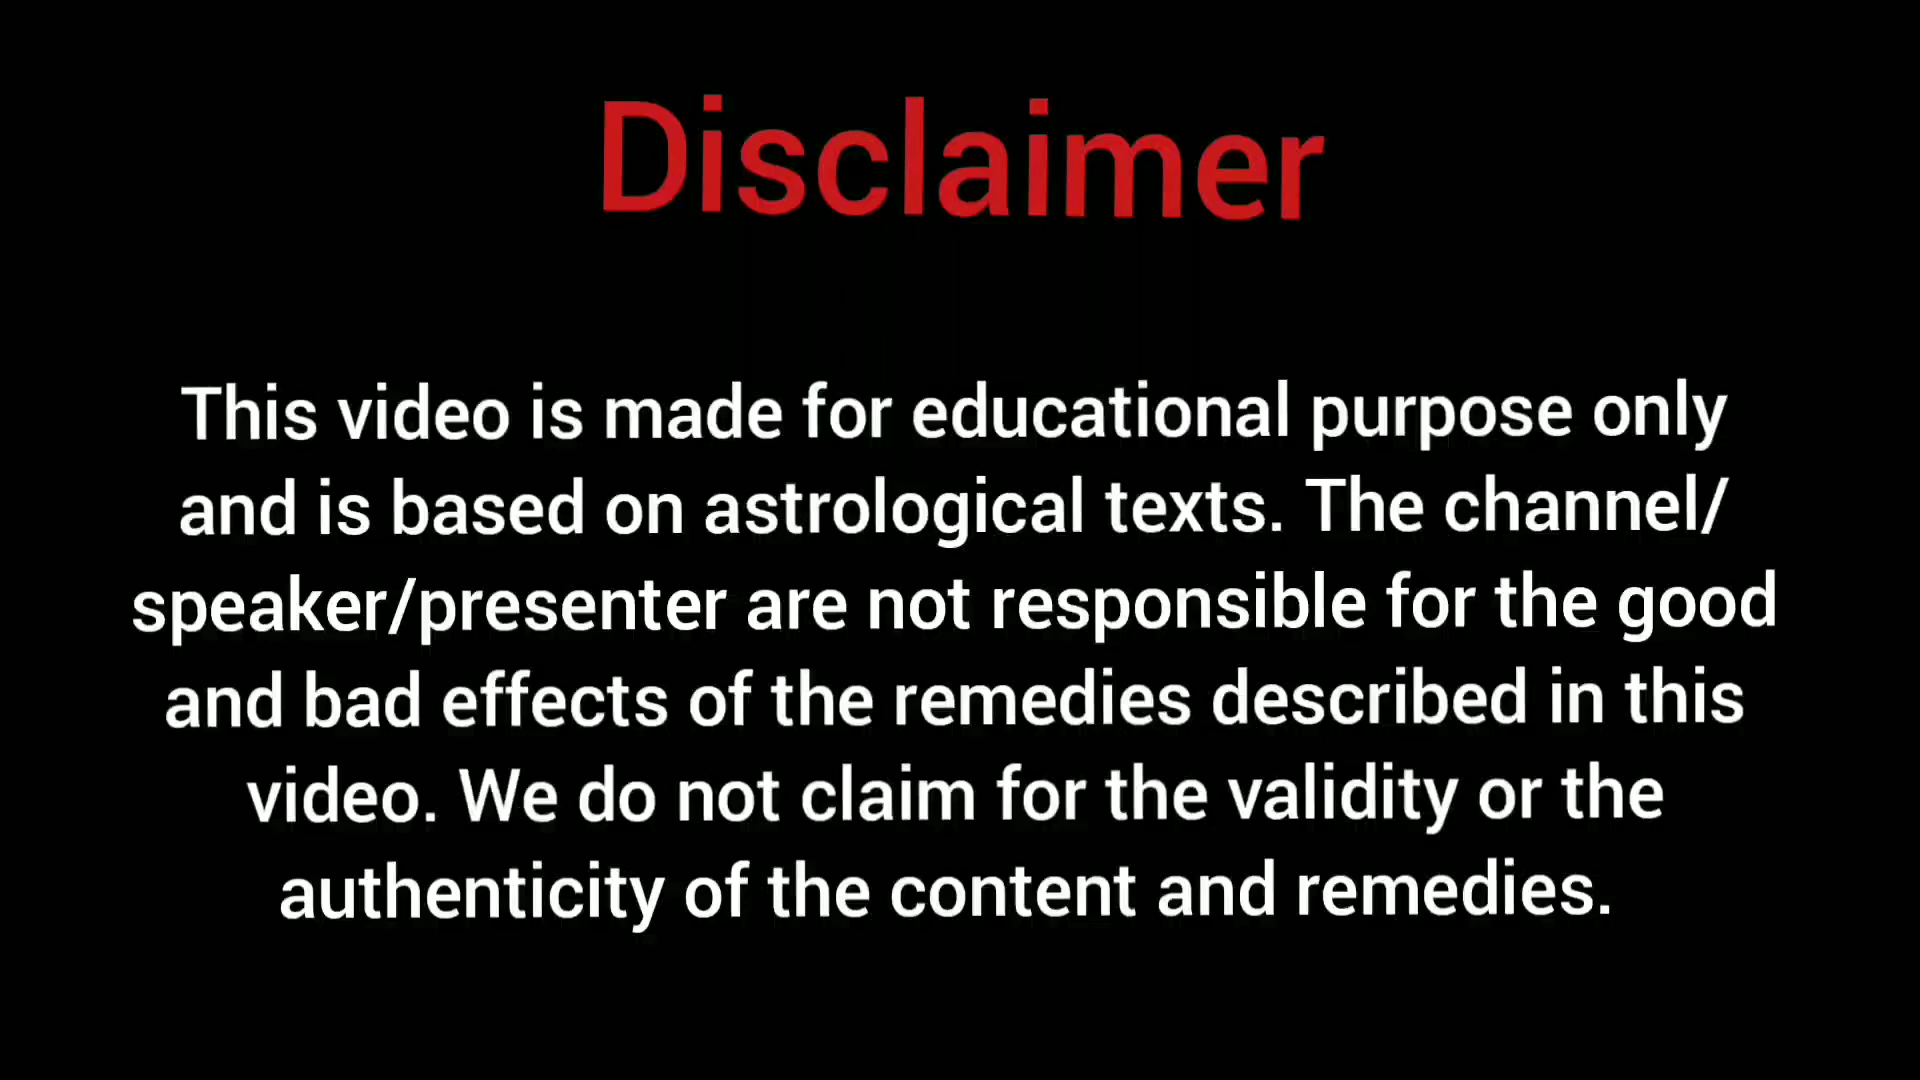 Disclaimer
This video is made for educational purpose only
and is based on astrological texts. The channel/
speaker/presenter are not responsible for the good
and bad effects of the remedies described in this
video. We do not claim for the validity or the
authenticity of the content and remedies.